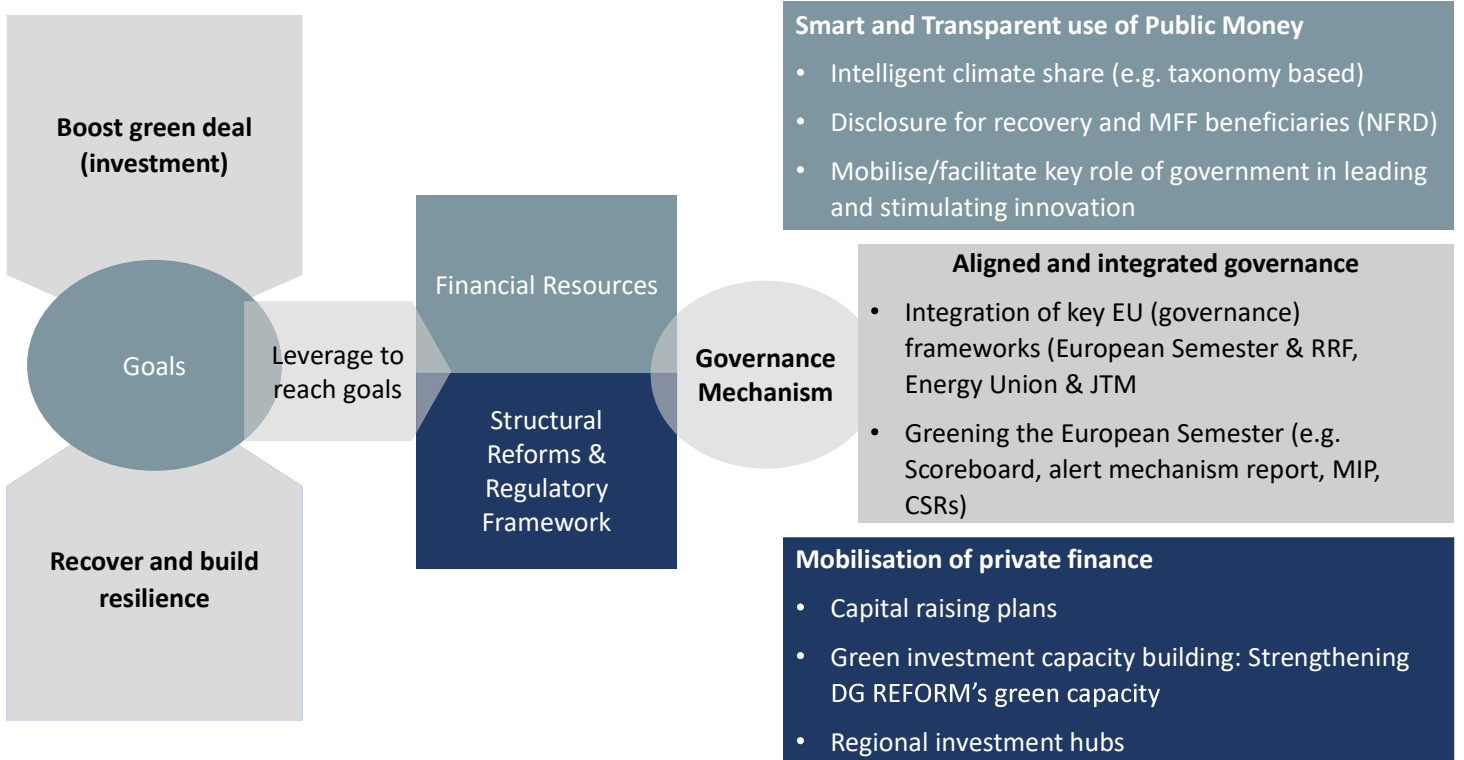 Boost green deal
(investment)
Goals
Recover and build
resilience
Leverage to
reach goals
Financial Resources
Structural
Reforms &
Regulatory
Framework
Governance
Mechanism
Smart and Transparent use of Public Money
• Intelligent climate share (e.g. taxonomy based)
• Disclosure for recovery and MFF beneficiaries (NFRD)
• Mobilise/facilitate key role of government in leading
and stimulating innovation
Aligned and integrated governance
• Integration of key EU (governance)
frameworks (European Semester & RRF,
Energy Union & JTM
• Greening the European Semester (e.g.
Scoreboard, alert mechanism report, MIP,
CSRs)
Mobilisation of private finance
• Capital raising plans
• Green investment capacity building: Strengthening
DG REFORM's green capacity
• Regional investment hubs